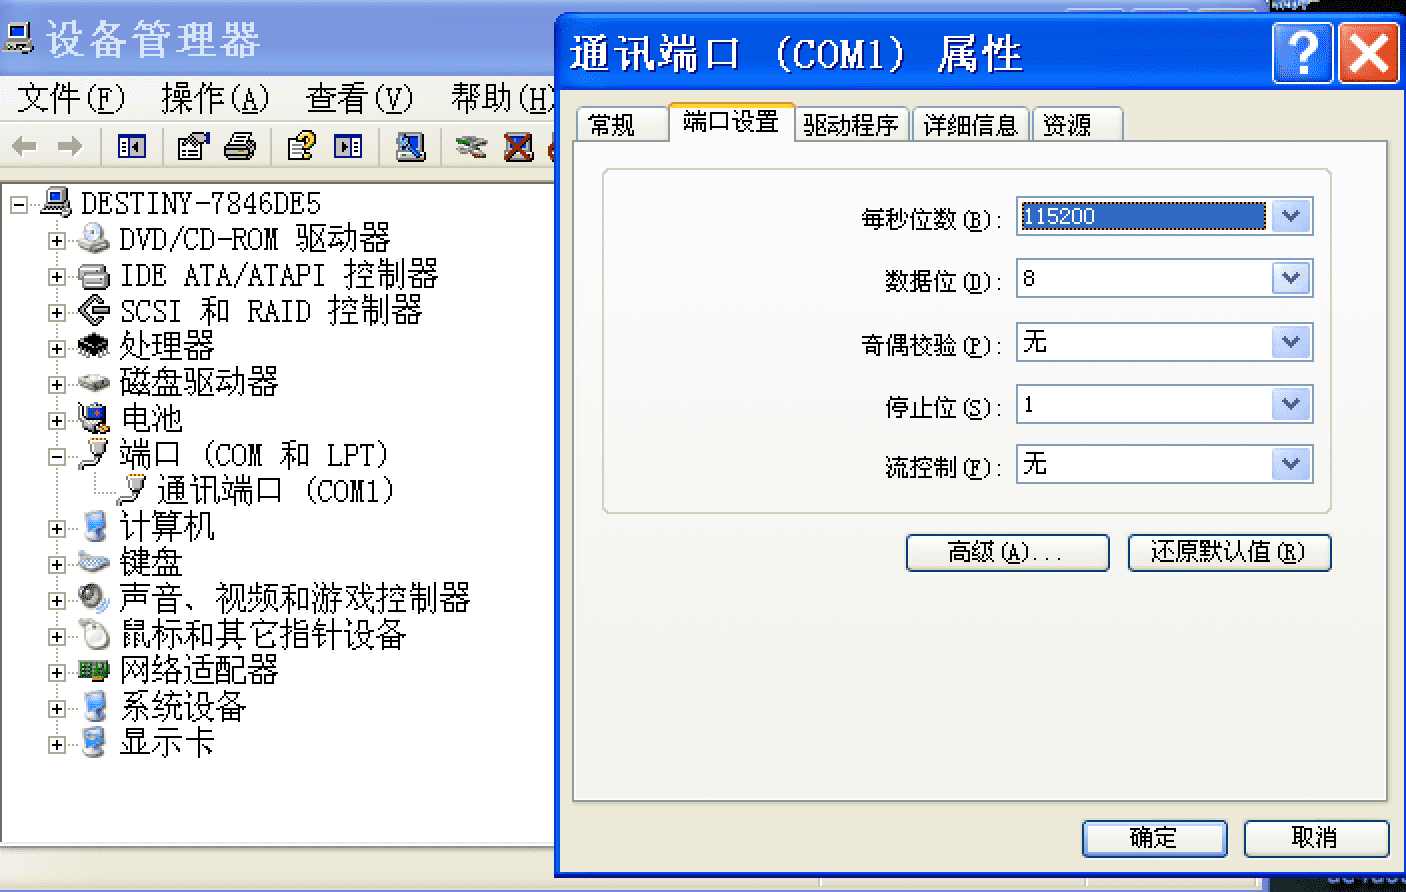 设备管理器
文件(F) 操作(A) 查看(V) 帮助(H)
DESTINY-7846DE5
DVD/CD-ROM 驱动器
IDE ATA/ATAPI 控制器
SCSI 和 RAID 控制器
处理器
磁盘驱动器
电池
端口 (COM 和 LPT)
通讯端口 (COM1)
计算机
键盘
声音、视频和游戏控制器
鼠标和其它指针设备
网络适配器
系统设备
显示卡
通讯端口 (COM1) 属性
常规 端口设置 驱动程序 详细信息 资源
每秒位数(B): 115200
数据位(D): 8
奇偶校验(P): 无
停止位(S): 1
流控制(F): 无
高级(A)... 还原默认值(R)
确定 取消